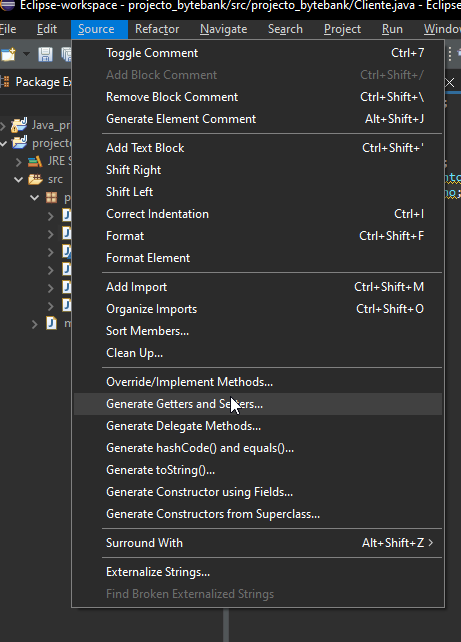 Eclipse-workspace - projecto_bytebank/src/projecto_bytebank/Cliente.java - Eclipse
File Edit Source Refactor Navigate Search Project Run Window
Package Ex
Toggle Comment Ctrl+7
Add Block Comment Ctrl+Shift+/
Remove Block Comment Ctrl+Shift+\
Generate Element Comment Alt+Shift+J
Java_pr
project
JRE S
src
p
Add Text Block Ctrl+Shift+'
Shift Right
Shift Left
Correct Indentation Ctrl+I
Format Ctrl+Shift+F
Format Element
Add Import Ctrl+Shift+M
Organize Imports Ctrl+Shift+O
Sort Members...
Clean Up...
Override/Implement Methods...
Generate Getters and Setters...
Generate Delegate Methods...
Generate hashCode() and equals()...
Generate toString()...
Generate Constructor using Fields...
Generate Constructors from Superclass...
Surround With Alt+Shift+Z >
Externalize Strings...
Find Broken Externalized Strings